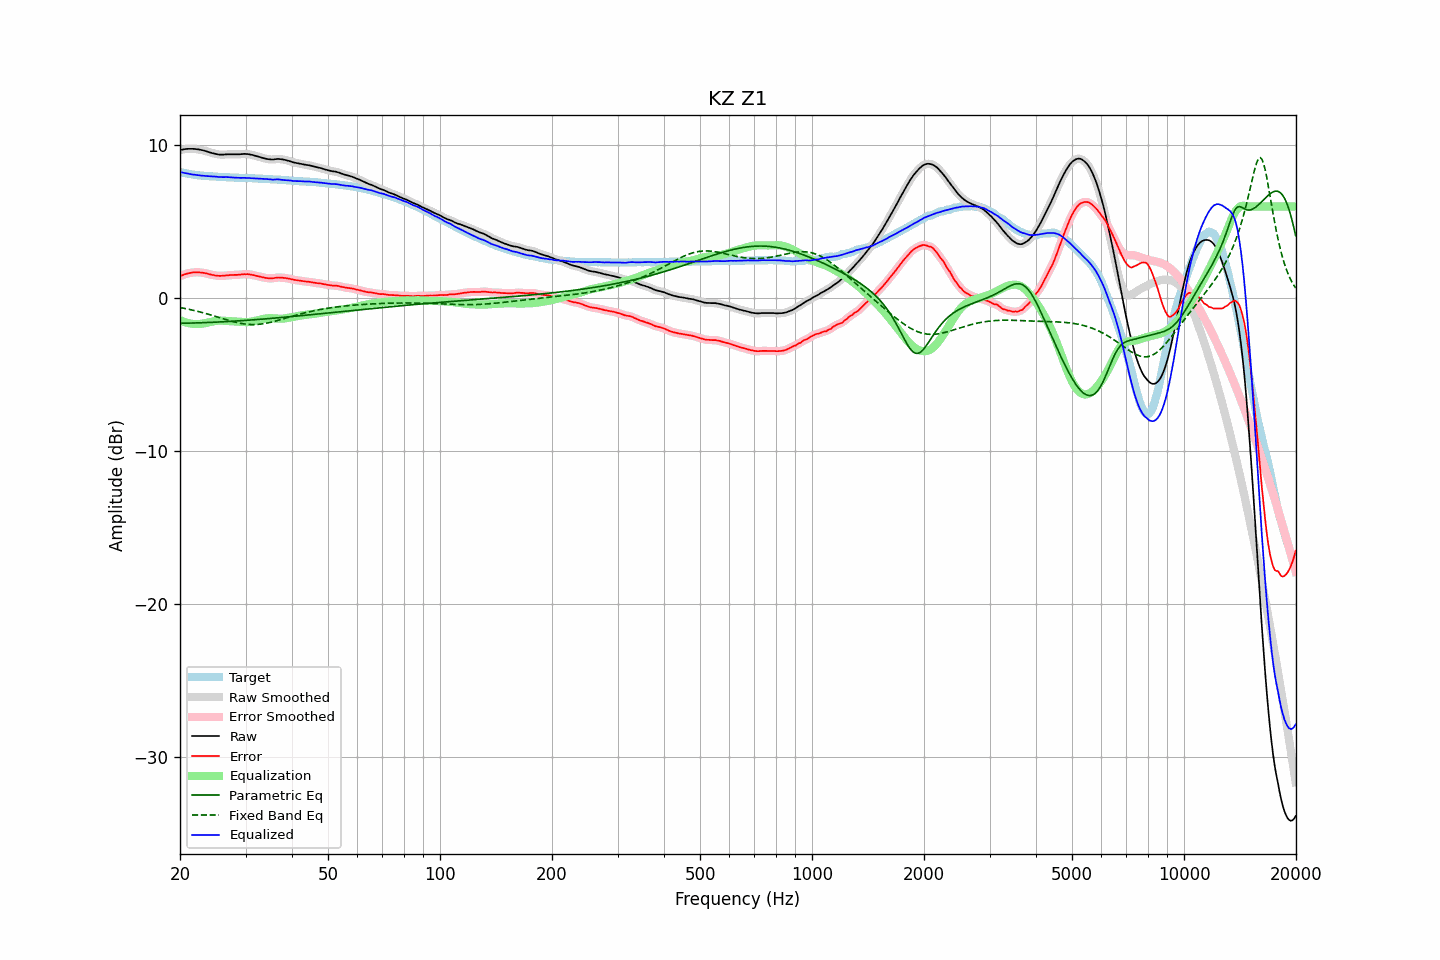 KZ Z1
10
0
−10
−20
−30
Amplitude (dBr)
Target
Raw Smoothed
Error Smoothed
Raw
Error
Equalization
Parametric Eq
Fixed Band Eq
Equalized
20 50 100 200 500 1000 2000 5000 10000 20000
Frequency (Hz)